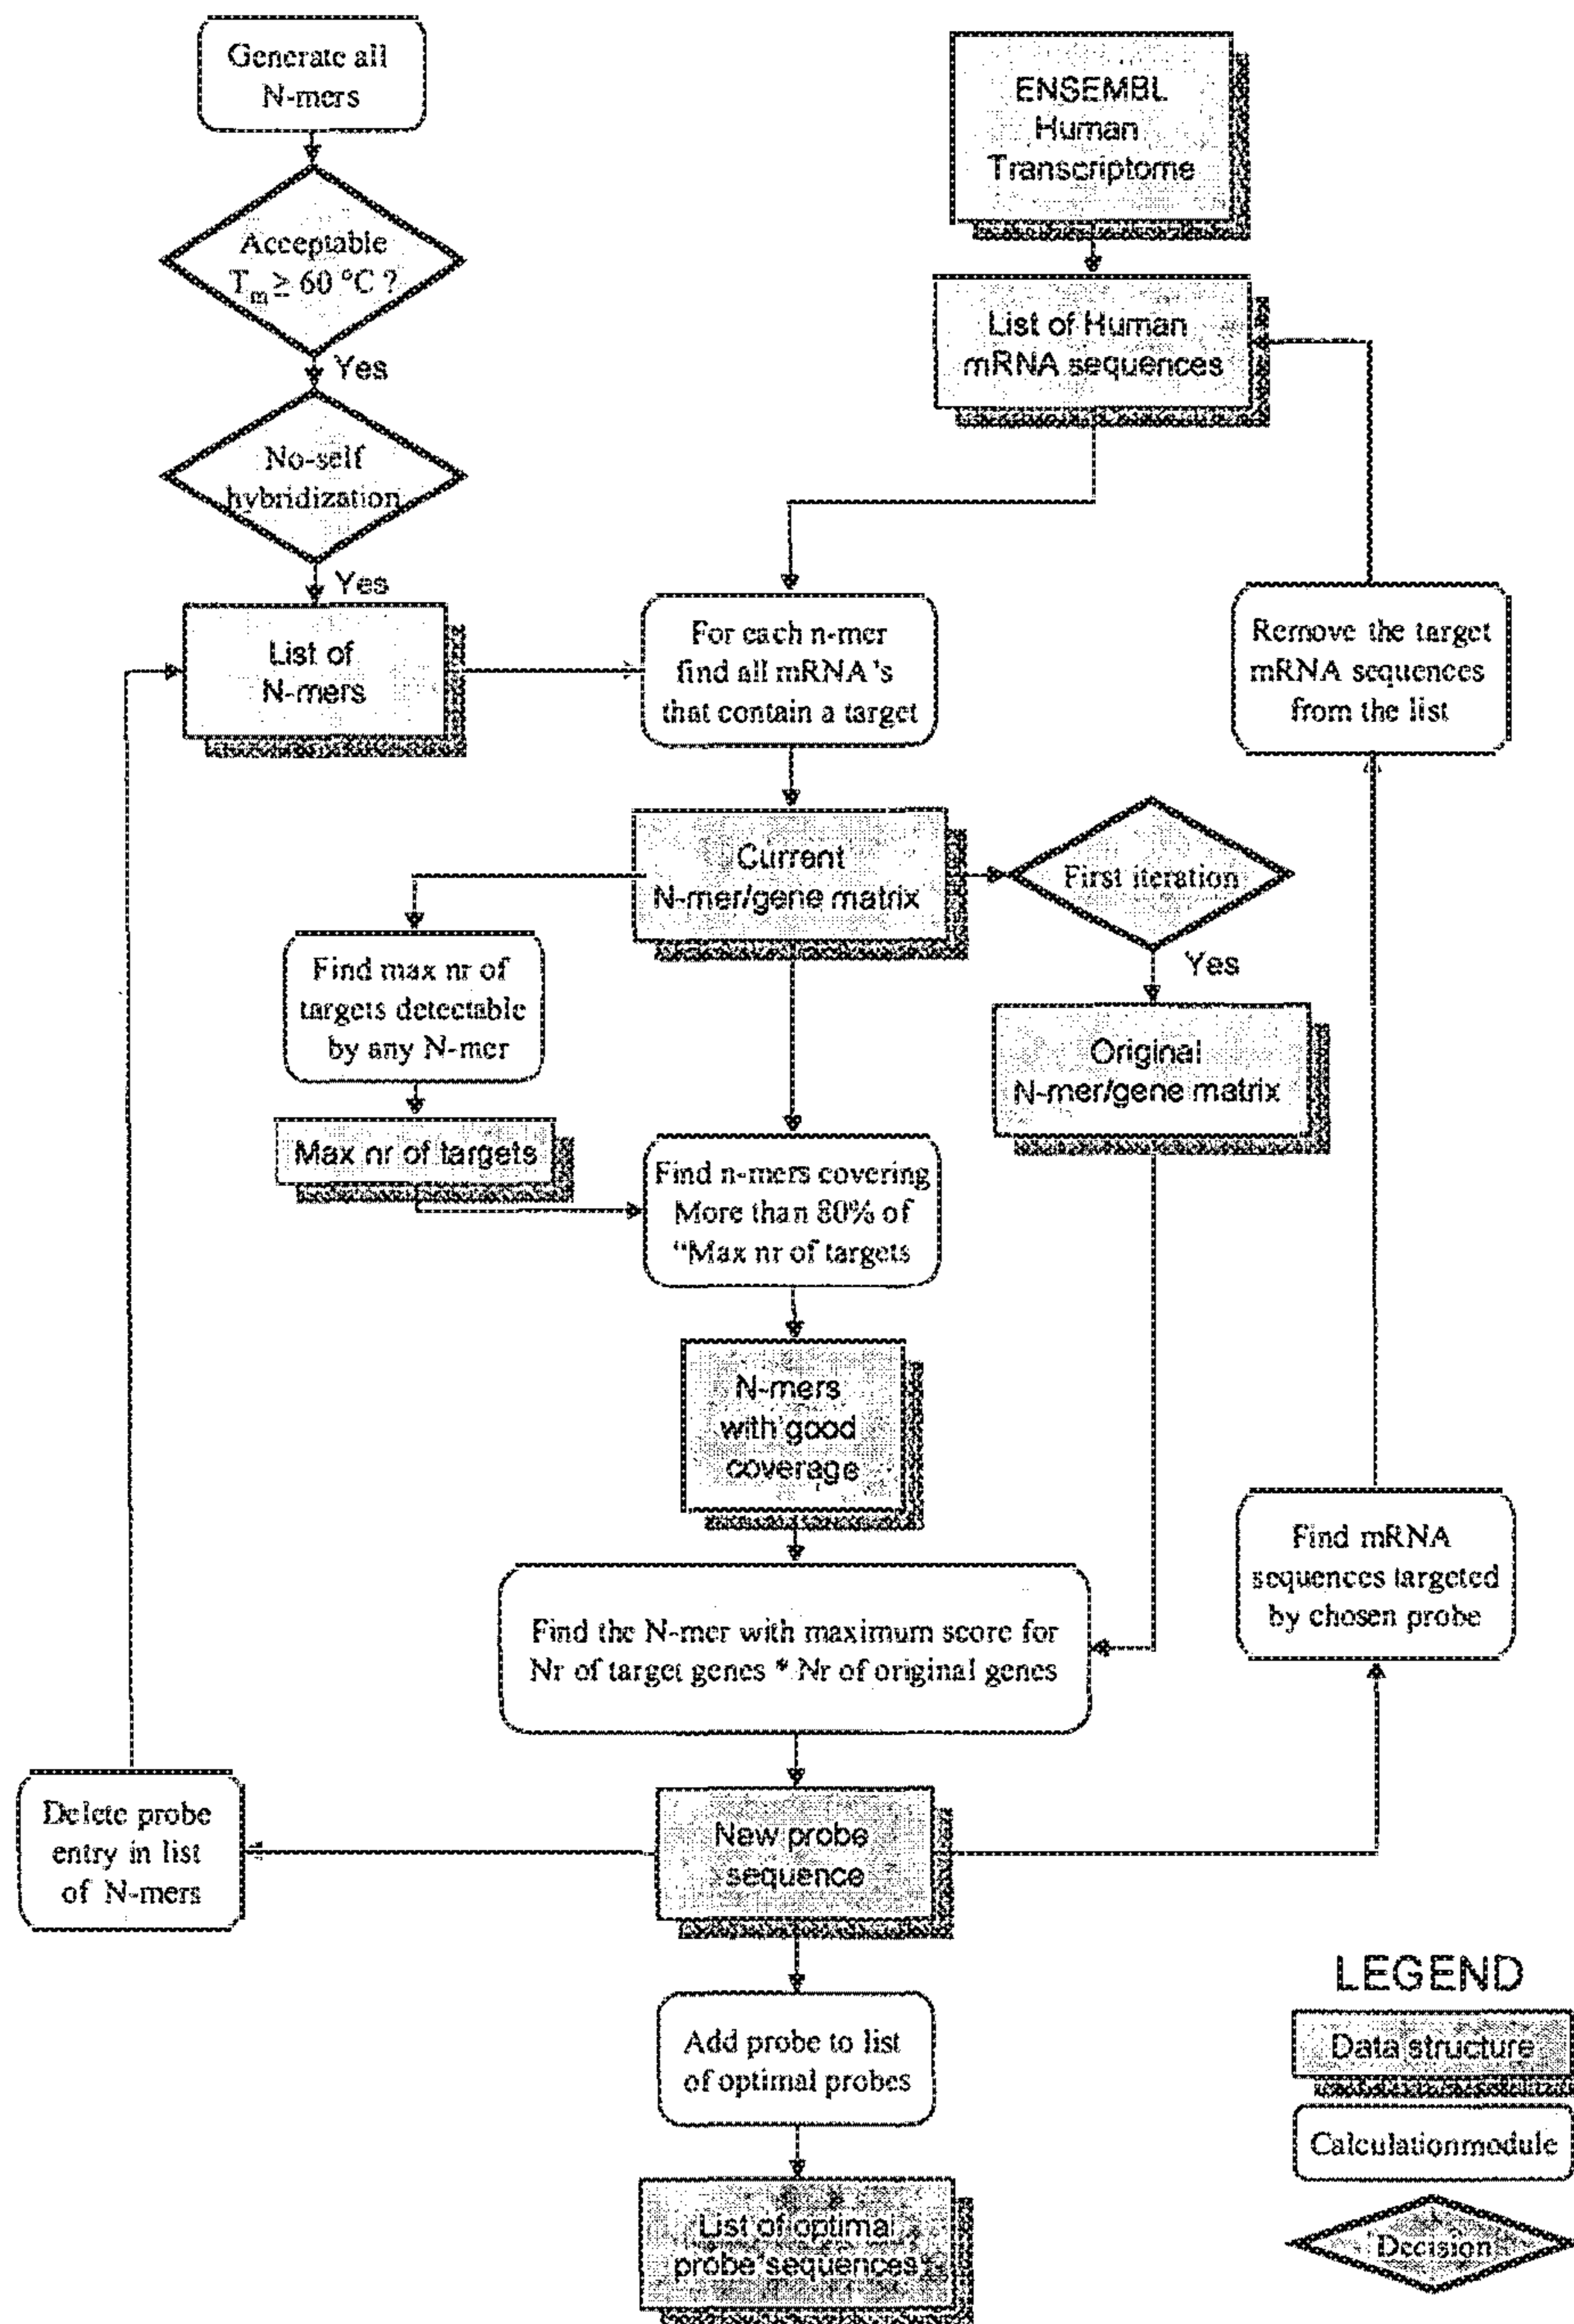 Generate all
N-mers
ENSEMBL
Human
Transcriptome
Acceptable
Tm ≥ 60 °C ?
Yes
List of Human
mRNA sequences
No-self
hybridization
Yes
List of
N-mers
For each n-mer
find all mRNA's
that contain a target
Remove the target
mRNA sequences
from the list
Current
N-mer/gene matrix
First iteration
Yes
Find max nr of
targets detectable
by any N-mer
Original
N-mer/gene matrix
Max nr of targets
Find n-mers covering
More than 80% of
"Max nr of targets
N-mers
with good
coverage
Find mRNA
sequences targeted
by chosen probe
Find the N-mer with maximum score for
Nr of target genes * Nr of original genes
Delete probe
entry in list
of N-mers
New probe
sequence
Add probe to list
of optimal probes
List of optimal
probe sequences
LEGEND
Data structure
Calculationmodule
Decision